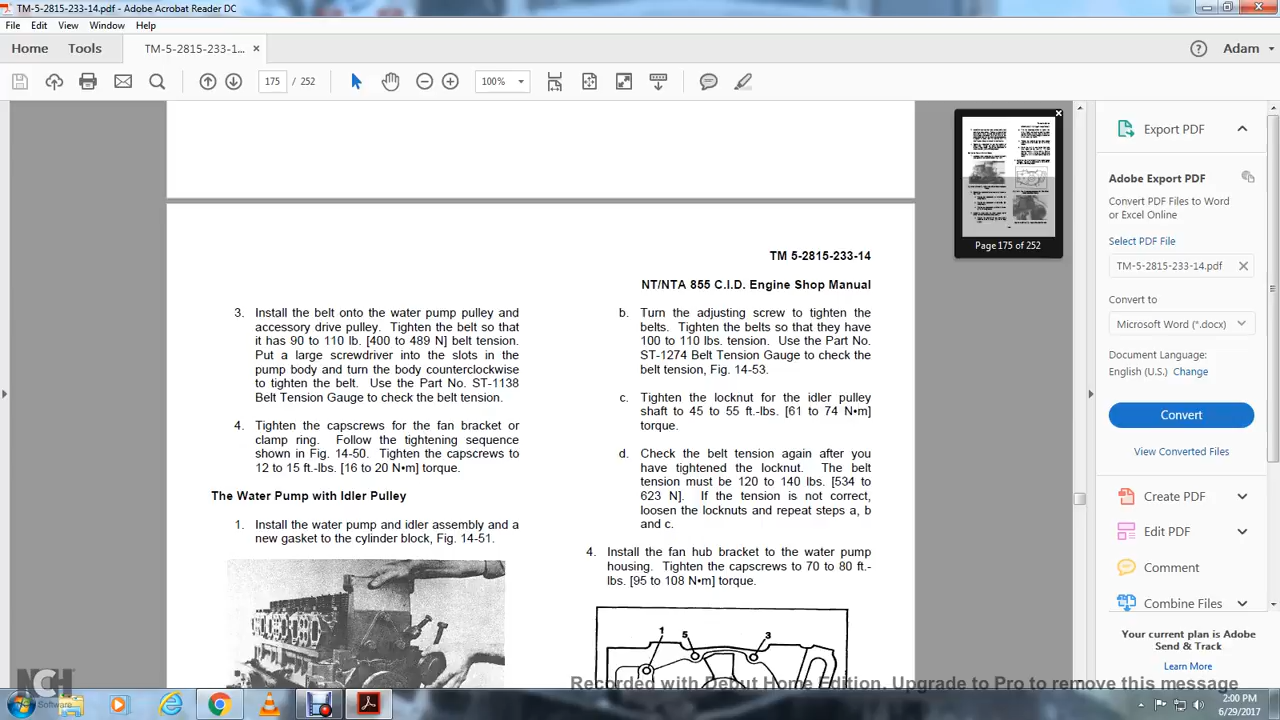 TM-5-2815-233-14.pdf - Adobe Acrobat Reader DC
File Edit View Window Help
Home Tools TM-5-2815-233-1... × Adam
175 / 252 100%
TM 5-2815-233-14
NT/NTA 855 C.I.D. Engine Shop Manual
3. Install the belt onto the water pump pulley and
accessory drive pulley. Tighten the belt so that
it has 90 to 110 lb. [400 to 489 N] belt tension.
Put a large screwdriver into the slots in the
pump body and turn the body counterclockwise
to tighten the belt. Use the Part No. ST-1138
Belt Tension Gauge to check the belt tension.
4. Tighten the capscrews for the fan bracket or
clamp ring. Follow the tightening sequence
shown in Fig. 14-50. Tighten the capscrews to
12 to 15 ft.-lbs. [16 to 20 N•m] torque.
The Water Pump with Idler Pulley
1. Install the water pump and idler assembly and a
new gasket to the cylinder block, Fig. 14-51.
b. Turn the adjusting screw to tighten the
belts. Tighten the belts so that they have
100 to 110 lbs. tension. Use the Part No.
ST-1274 Belt Tension Gauge to check the
belt tension, Fig. 14-53.
c. Tighten the locknut for the idler pulley
shaft to 45 to 55 ft.-lbs. [61 to 74 N•m]
torque.
d. Check the belt tension again after you
have tightened the locknut. The belt
tension must be 120 to 140 lbs. [534 to
623 N]. If the tension is not correct,
loosen the locknuts and repeat steps a, b
and c.
4. Install the fan hub bracket to the water pump
housing. Tighten the capscrews to 70 to 80 ft.-
lbs. [95 to 108 N•m] torque.
1 5 3
Page 175 of 252
Export PDF
Adobe Export PDF
Convert PDF Files to Word
or Excel Online
Select PDF File
TM-5-2815-233-14.pdf
Convert to
Microsoft Word (*.docx)
Document Language:
English (U.S.) Change
Convert
View Converted Files
Create PDF
Edit PDF
Comment
Combine Files
Your current plan is Adobe
Send & Track
Learn More
NCH
Software
Recorded with Debut Home Edition. Upgrade to Pro to remove this message
2:00 PM
6/29/2017